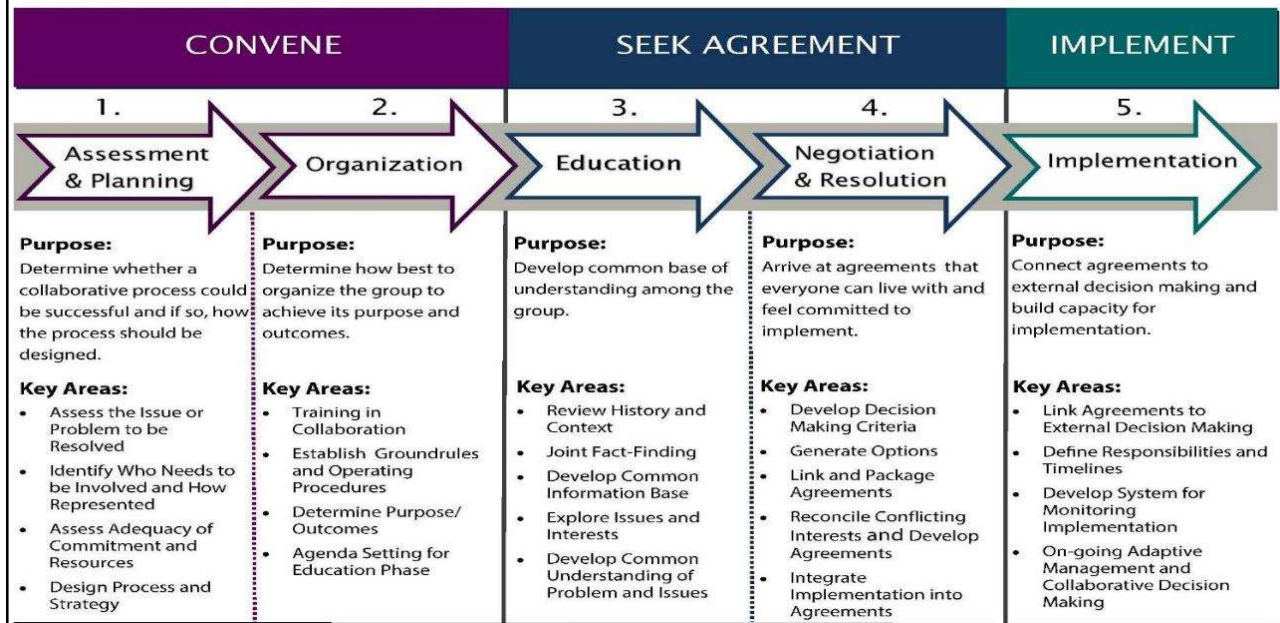 CONVENE
SEEK AGREEMENT
IMPLEMENT
1.
Assessment
& Planning
Purpose:
Determine whether a
collaborative process could
be successful and if so, how
the process should be
designed.
Key Areas:
• Assess the Issue or
Problem to be
Resolved
• Identify Who Needs to
be Involved and How
Represented
• Assess Adequacy of
Commitment and
Resources
• Design Process and
Strategy
2.
Organization
Purpose:
Determine how best to
organize the group to
achieve its purpose and
outcomes.
Key Areas:
• Training in
Collaboration
• Establish Groundrules
and Operating
Procedures
• Determine Purpose/
Outcomes
• Agenda Setting for
Education Phase
3.
Education
Purpose:
Develop common base of
understanding among the
group.
Key Areas:
• Review History and
Context
• Joint Fact-Finding
• Develop Common
Information Base
• Explore Issues and
Interests
• Develop Common
Understanding of
Problem and Issues
4.
Negotiation
& Resolution
Purpose:
Arrive at agreements that
everyone can live with and
feel committed to
implement.
Key Areas:
• Develop Decision
Making Criteria
• Generate Options
• Link and Package
Agreements
• Reconcile Conflicting
Interests and Develop
Agreements
• Integrate
Implementation into
Agreements
5.
Implementation
Purpose:
Connect agreements to
external decision making and
build capacity for
implementation.
Key Areas:
• Link Agreements to
External Decision Making
• Define Responsibilities and
Timelines
• Develop System for
Monitoring
Implementation
• On-going Adaptive
Management and
Collaborative Decision
Making